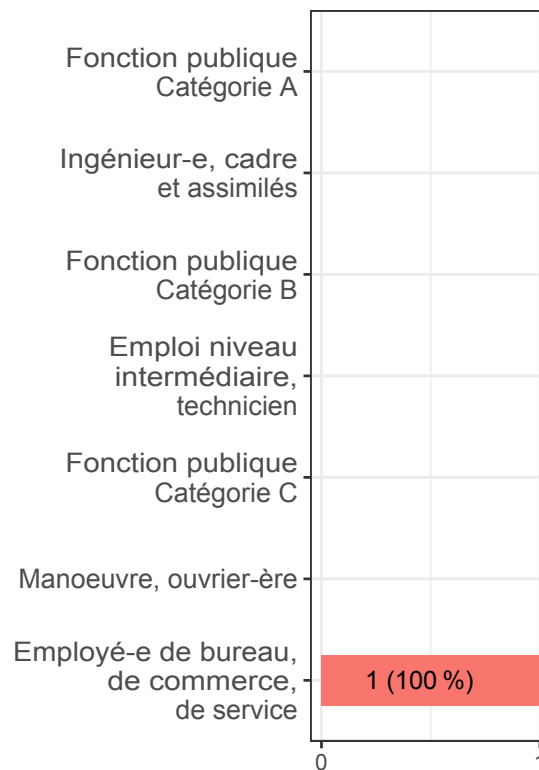 Fonction publique
Catégorie A
Ingénieur-e, cadre
et assimilés
Fonction publique
Catégorie B
Emploi niveau
intermédiaire,
technicien
Fonction publique
Catégorie C
Manoeuvre, ouvrier-ère
Employé-e de bureau,
de commerce,
de service
1 (100 %)
0 1